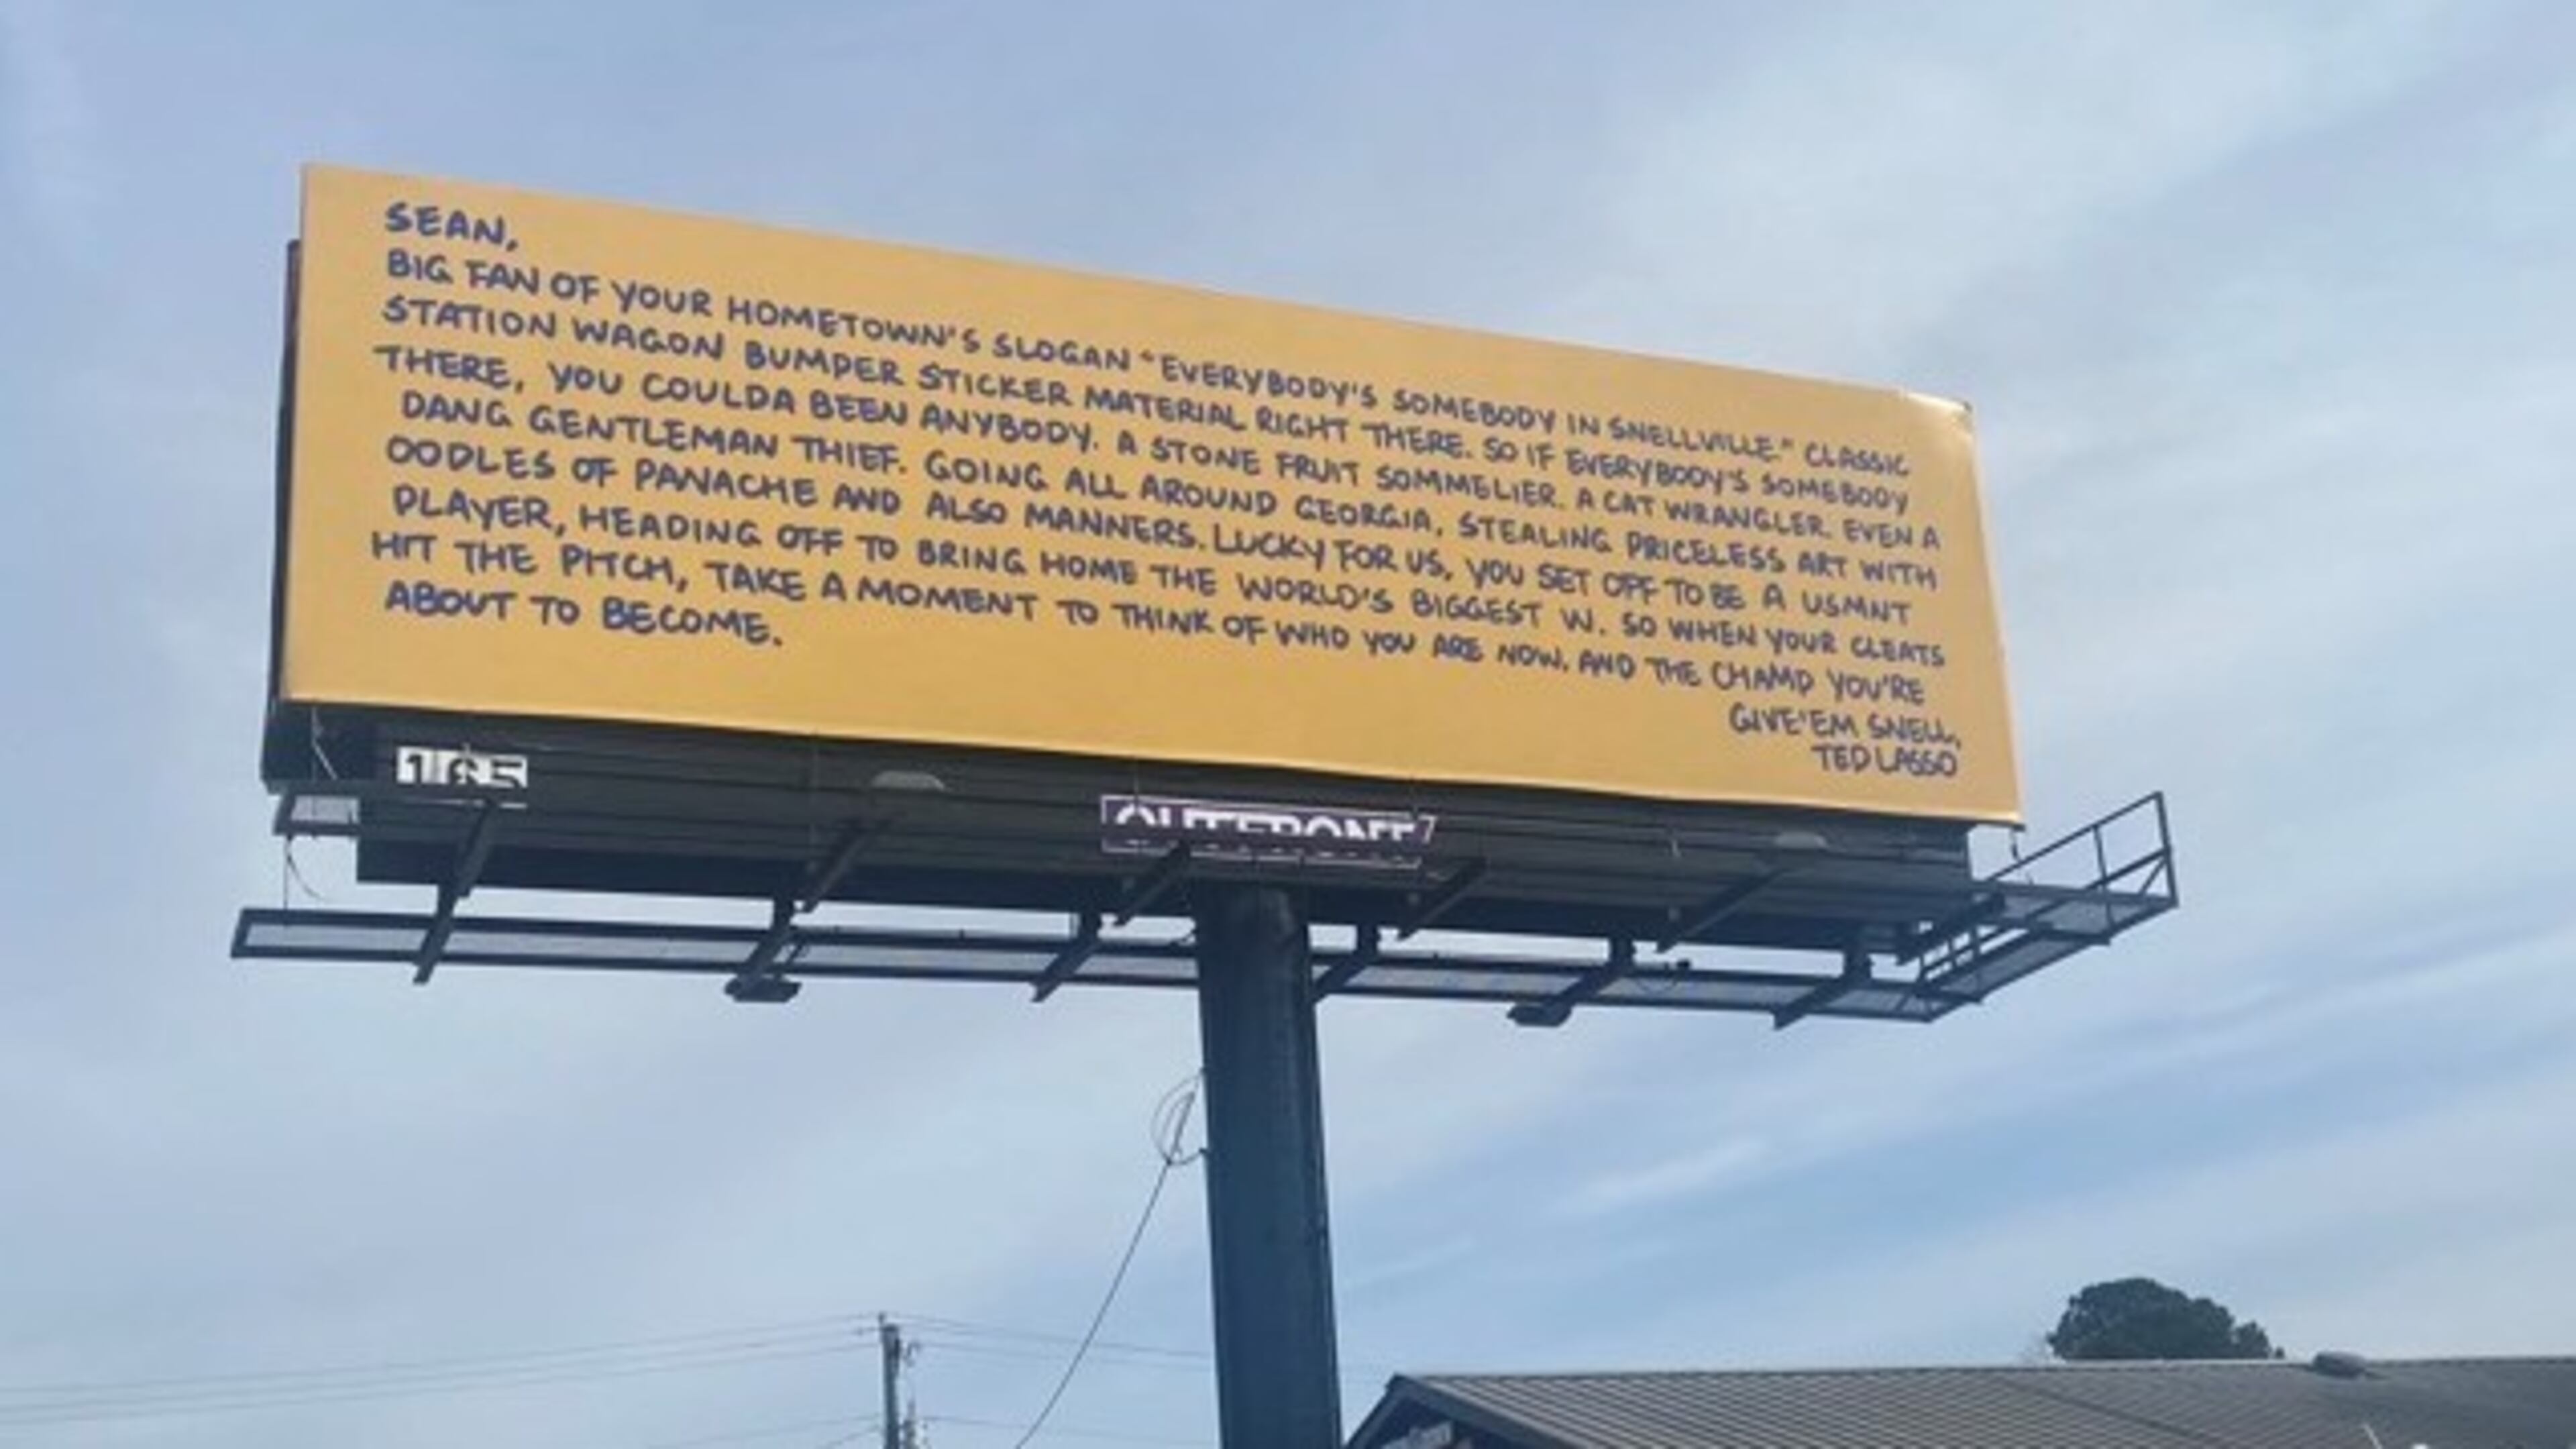 SEAN,
BIG FAN OF YOUR HOMETOWN'S SLOGAN "EVERYBODY'S SOMEBODY IN SNELLVILLE." CLASSIC
STATION WAGON BUMPER STICKER MATERIAL RIGHT THERE. SO IF EVERYBODY'S SOMEBODY
THERE, YOU COULDA BEEN ANYBODY. A STONE FRUIT SOMMELIER. A CAT WRANGLER. EVEN A
DANG GENTLEMAN THIEF. GOING ALL AROUND GEORGIA, STEALING PRICELESS ART WITH
OODLES OF PANACHE AND ALSO MANNERS. LUCKY FOR US, YOU SET OFF TO BE A USMNT
PLAYER, HEADING OFF TO BRING HOME THE WORLD'S BIGGEST W. SO WHEN YOUR CLEATS
HIT THE PITCH, TAKE A MOMENT TO THINK OF WHO YOU ARE NOW. AND THE CHAMP YOU'RE
ABOUT TO BECOME.
GIVE 'EM SNELL,
TED LASSO
165
OUTFRONT